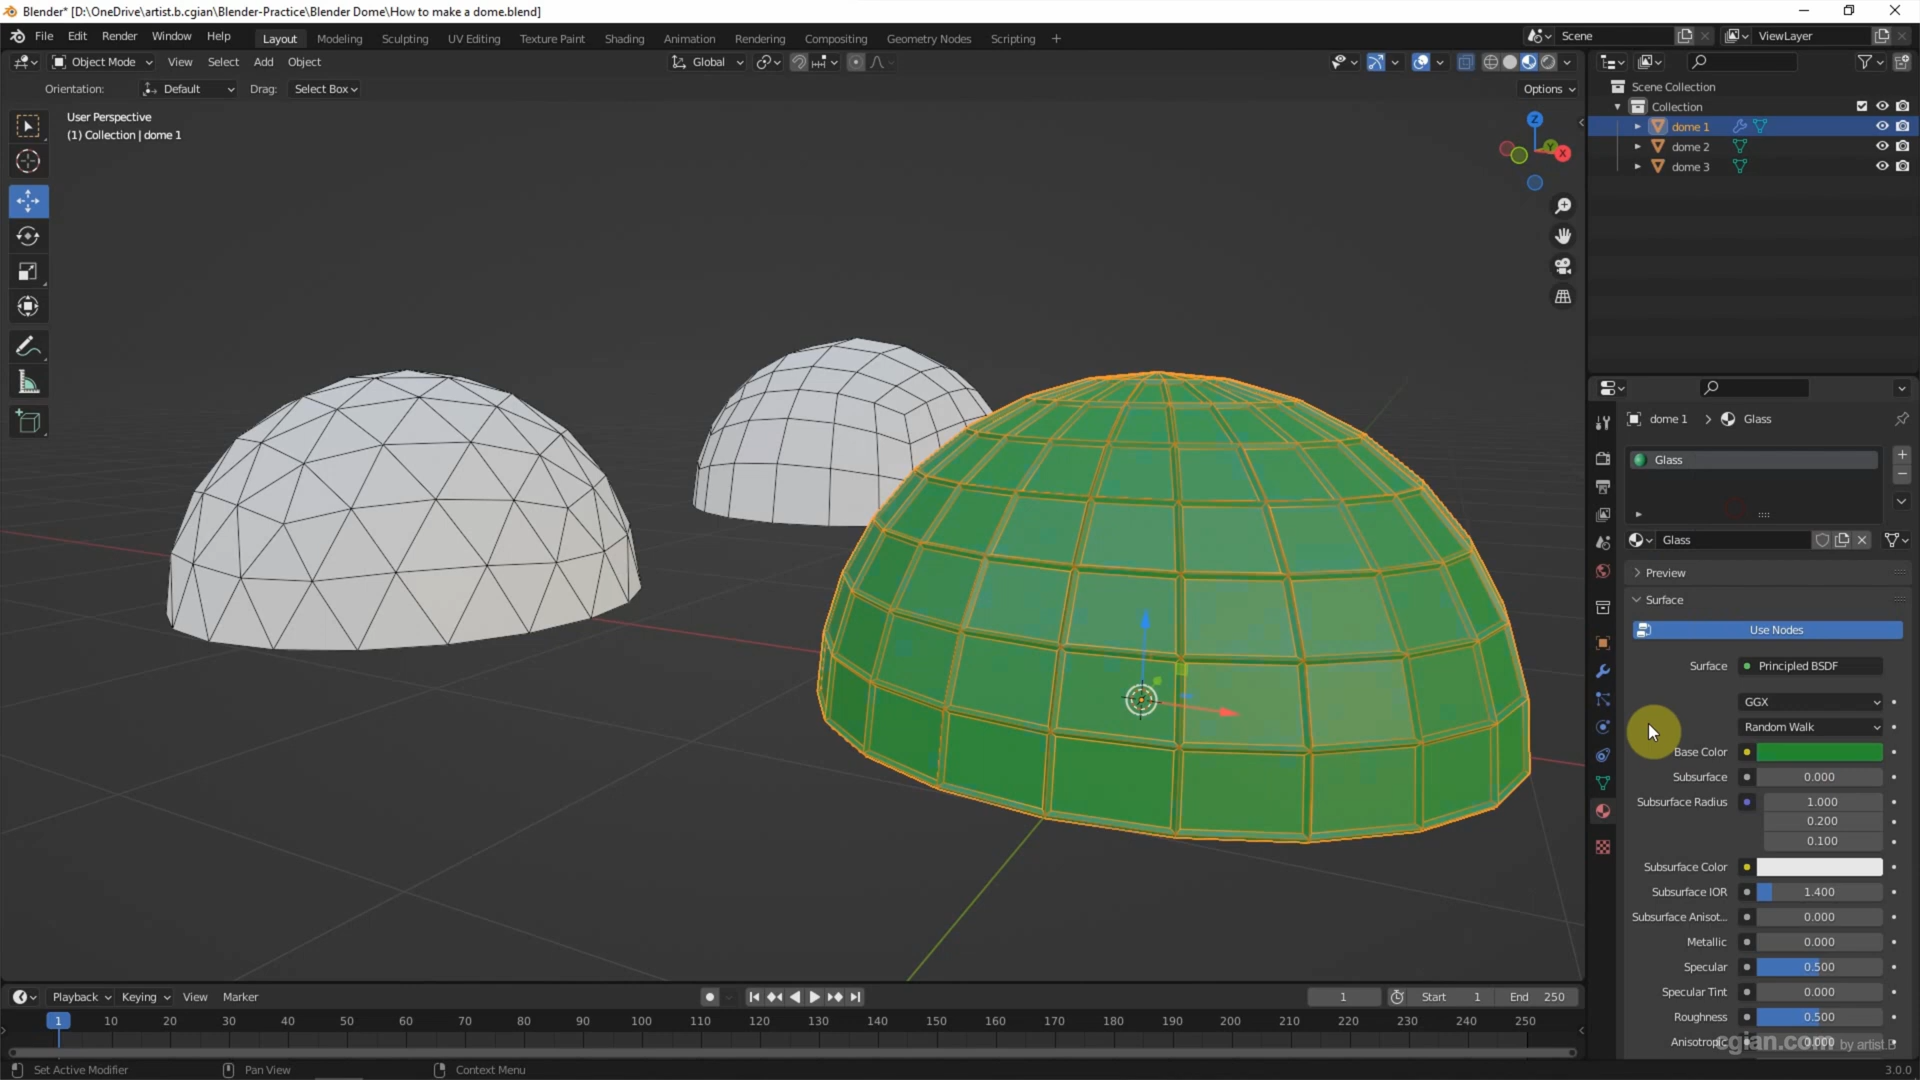 Blender* [D:\OneDrive\artist.b.cgian\Blender-Practice\Blender Dome\How to make a dome.blend]
File Edit Render Window Help Layout Modeling Sculpting UV Editing Texture Paint Shading Animation Rendering Compositing Geometry Nodes Scripting + Scene ViewLayer
Object Mode View Select Add Object Global
Orientation: Default Drag: Select Box Options
User Perspective
(1) Collection | dome 1
Z
Y
X
Scene Collection
Collection
dome 1
dome 2
dome 3
dome 1 > Glass
Glass
Glass
Preview
Surface
Use Nodes
Surface Principled BSDF
GGX
Random Walk
Base Color
Subsurface 0.000
Subsurface Radius 1.000
0.200
0.100
Subsurface Color
Subsurface IOR 1.400
Subsurface Anisot... 0.000
Metallic 0.000
Specular 0.500
Specular Tint 0.000
Roughness 0.500
Anisotropic 0.000
cgian.com by artist.B
Playback Keying View Marker 1 Start 1 End 250
1 10 20 30 40 50 60 70 80 90 100 110 120 130 140 150 160 170 180 190 200 210 220 230 240 250
Set Active Modifier Pan View Context Menu 3.0.0